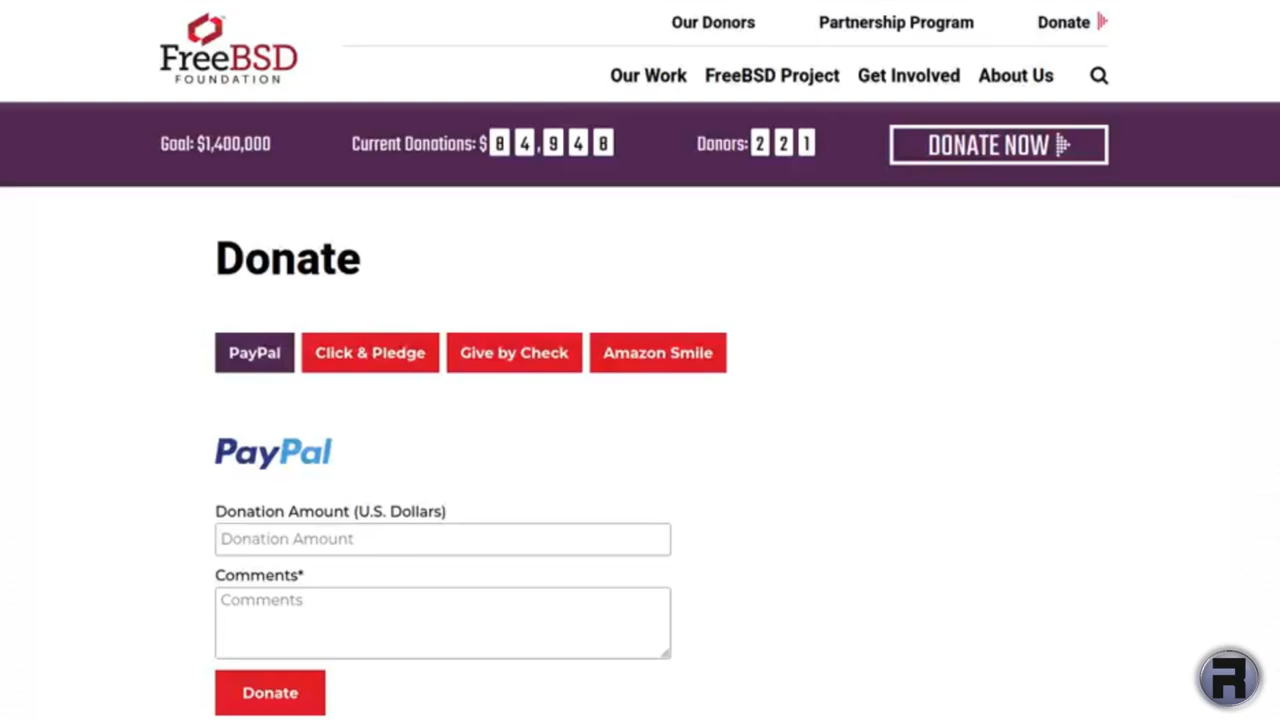 Our Donors Partnership Program Donate
FreeBSD
FOUNDATION
Our Work FreeBSD Project Get Involved About Us
Goal: $1,400,000 Current Donations: $ 84,948 Donors: 221 DONATE NOW
Donate
PayPal Click & Pledge Give by Check Amazon Smile
PayPal
Donation Amount (U.S. Dollars)
Donation Amount
Comments*
Comments
Donate
R